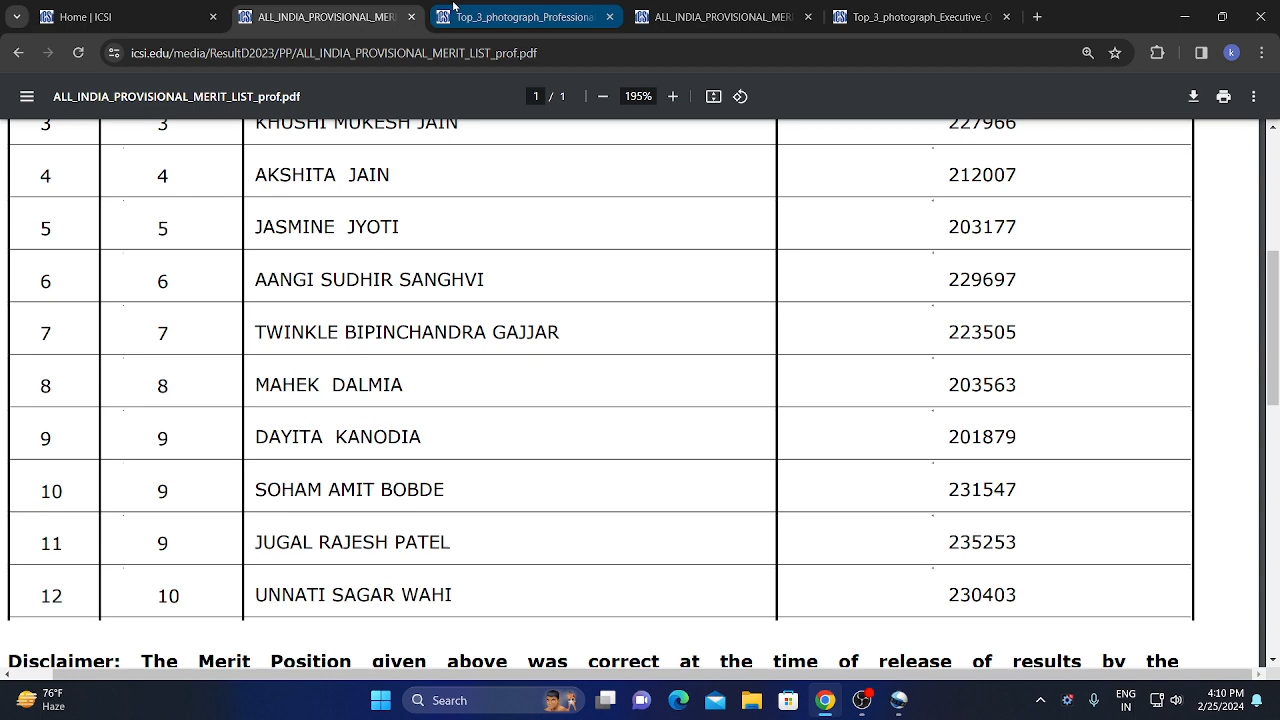 Home | ICSI
ALL_INDIA_PROVISIONAL_MERI
Top_3_photograph_Professiona
ALL_INDIA_PROVISIONAL_MERI
Top_3_photograph_Executive_O
icsi.edu/media/ResultD2023/PP/ALL_INDIA_PROVISIONAL_MERIT_LIST_prof.pdf
k
ALL_INDIA_PROVISIONAL_MERIT_LIST_prof.pdf 1 / 1 195%
3 3 KHUSHI MUKESH JAIN 227966
4 4 AKSHITA JAIN 212007
5 5 JASMINE JYOTI 203177
6 6 AANGI SUDHIR SANGHVI 229697
7 7 TWINKLE BIPINCHANDRA GAJJAR 223505
8 8 MAHEK DALMIA 203563
9 9 DAYITA KANODIA 201879
10 9 SOHAM AMIT BOBDE 231547
11 9 JUGAL RAJESH PATEL 235253
12 10 UNNATI SAGAR WAHI 230403
Disclaimer: The Merit Position given above was correct at the time of release of results by the
76°F
Haze
Search
ENG
IN
4:10 PM
2/25/2024